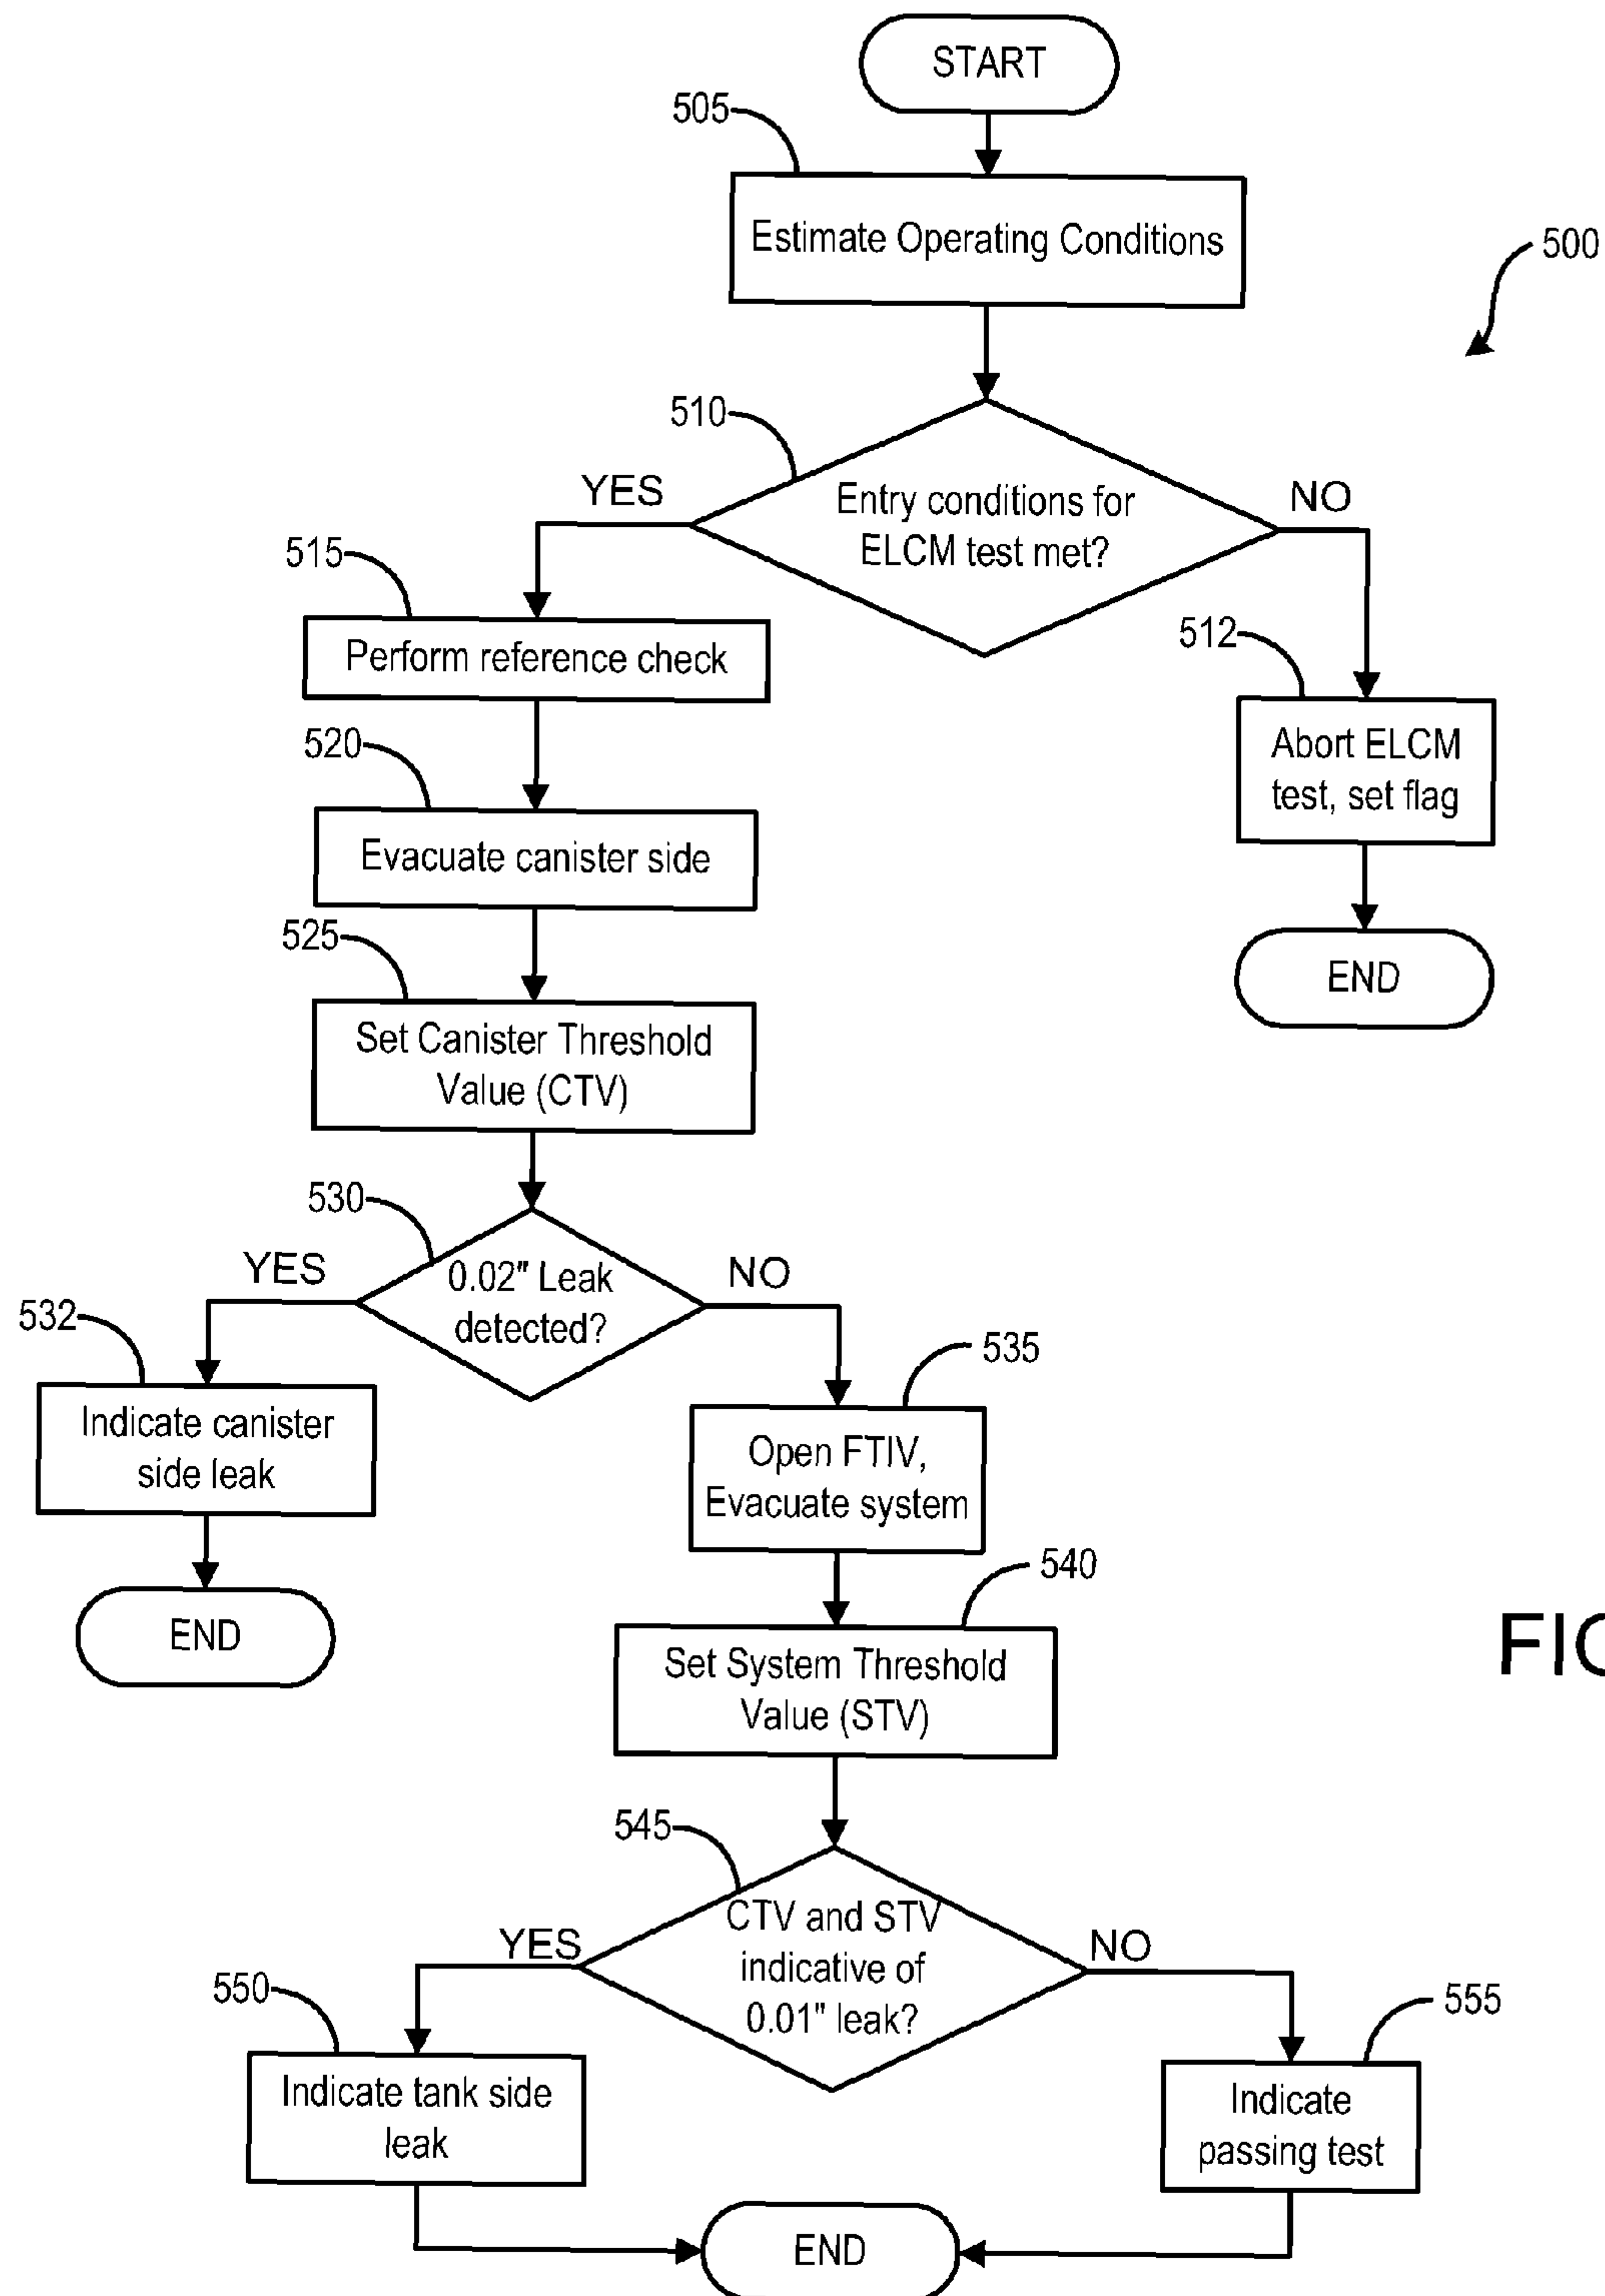 START
505
Estimate Operating Conditions
500
510
YES
Entry conditions for
ELCM test met?
NO
515
Perform reference check
512
Abort ELCM
test, set flag
520
Evacuate canister side
END
525
Set Canister Threshold
Value (CTV)
530
YES
0.02" Leak
detected?
NO
532
Indicate canister
side leak
END
535
Open FTIV,
Evacuate system
540
Set System Threshold
Value (STV)
FIG
545
YES
CTV and STV
indicative of
0.01" leak?
NO
550
Indicate tank side
leak
555
Indicate
passing test
END